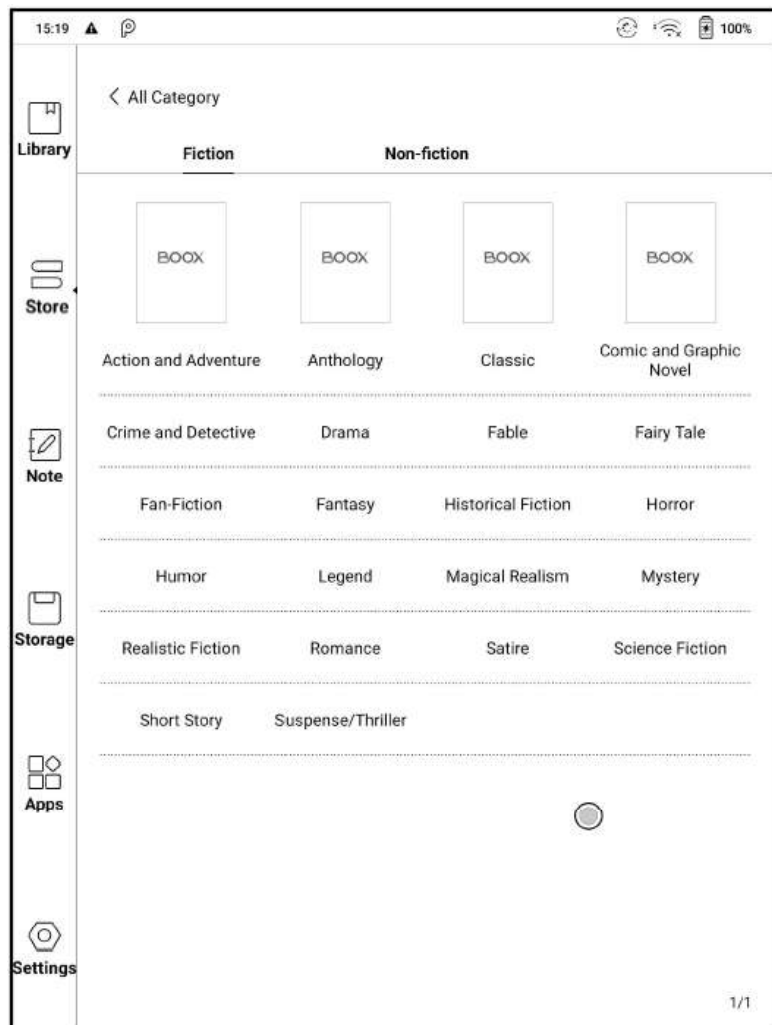 15:19 100%
All Category
Library
Fiction Non-fiction
BOOX BOOX BOOX BOOX
Store
Action and Adventure Anthology Classic Comic and Graphic
Novel
Crime and Detective Drama Fable Fairy Tale
Note
Fan-Fiction Fantasy Historical Fiction Horror
Humor Legend Magical Realism Mystery
Storage
Realistic Fiction Romance Satire Science Fiction
Short Story Suspense/Thriller
Apps
Settings
1/1